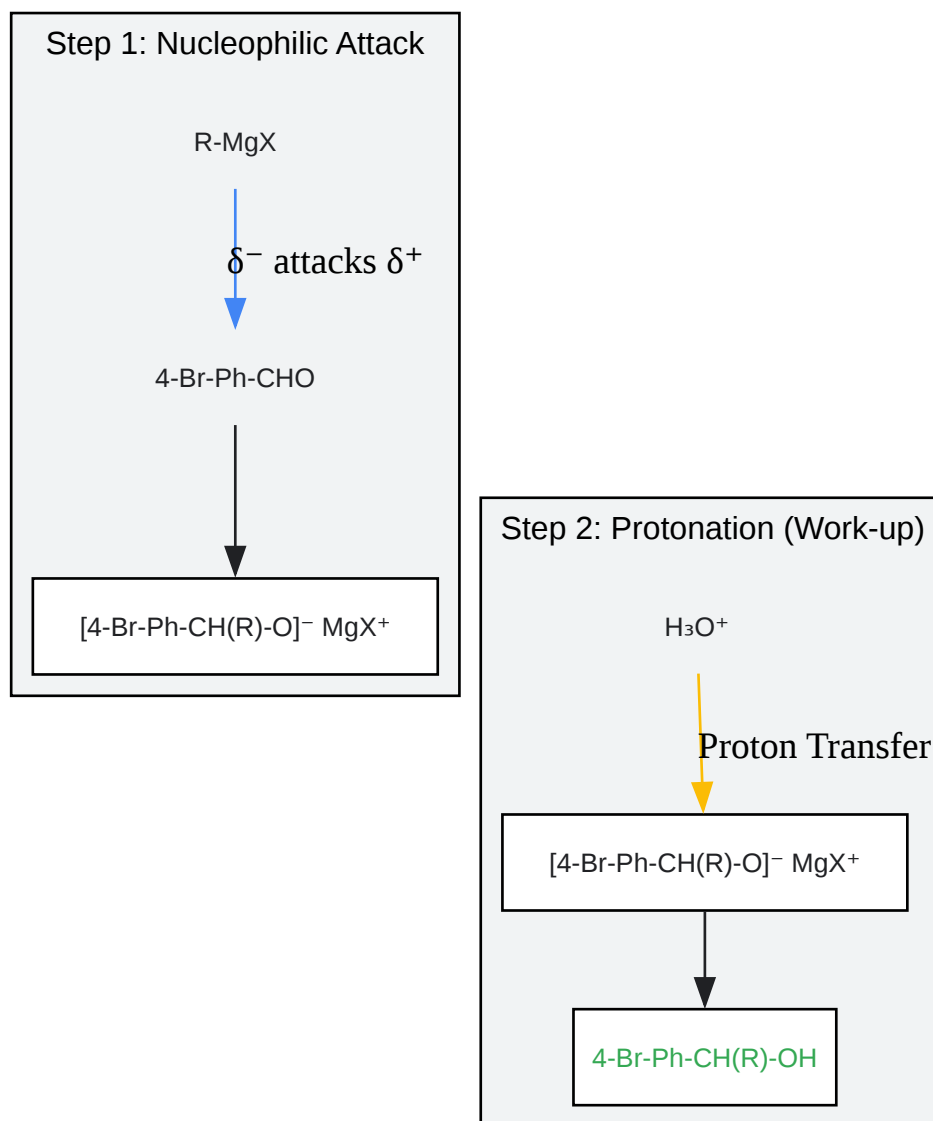 Step 1: Nucleophilic Attack
R-MgX
δ⁻ attacks δ⁺
4-Br-Ph-CHO
[4-Br-Ph-CH(R)-O]⁻ MgX⁺
Step 2: Protonation (Work-up)
H₃O⁺
Proton Transfer
[4-Br-Ph-CH(R)-O]⁻ MgX⁺
4-Br-Ph-CH(R)-OH